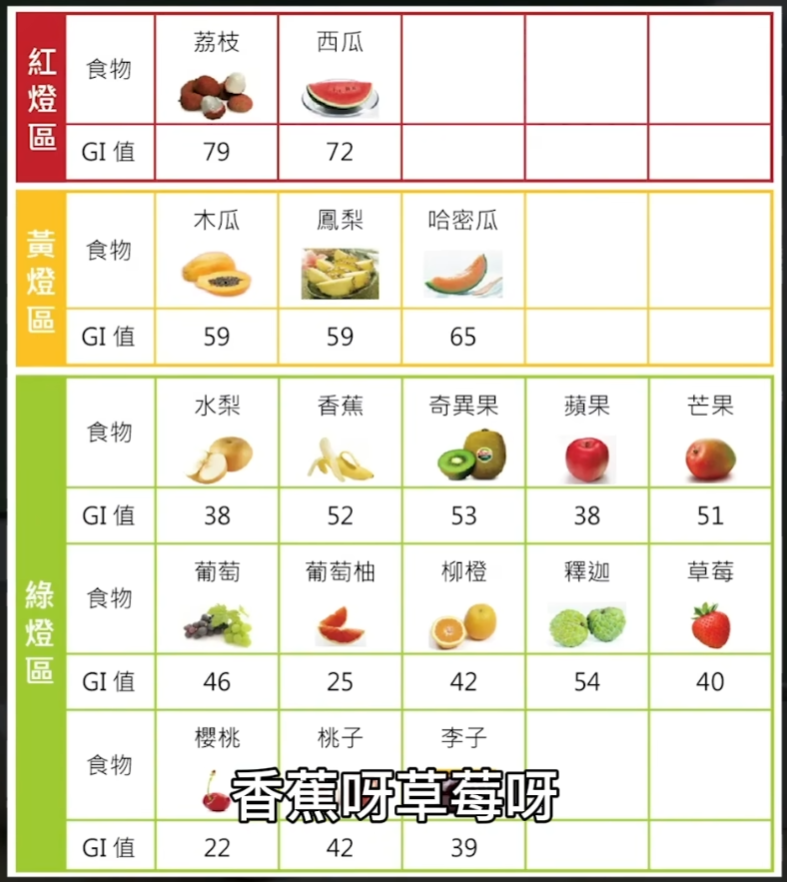 紅燈區
食物 荔枝 西瓜
GI 值 79 72
黃燈區
食物 木瓜 鳳梨 哈密瓜
GI 值 59 59 65
綠燈區
食物 水梨 香蕉 奇異果 蘋果 芒果
GI 值 38 52 53 38 51
食物 葡萄 葡萄柚 柳橙 釋迦 草莓
GI 值 46 25 42 54 40
食物 櫻桃 桃子 李子
香蕉呀草莓呀
GI 值 22 42 39